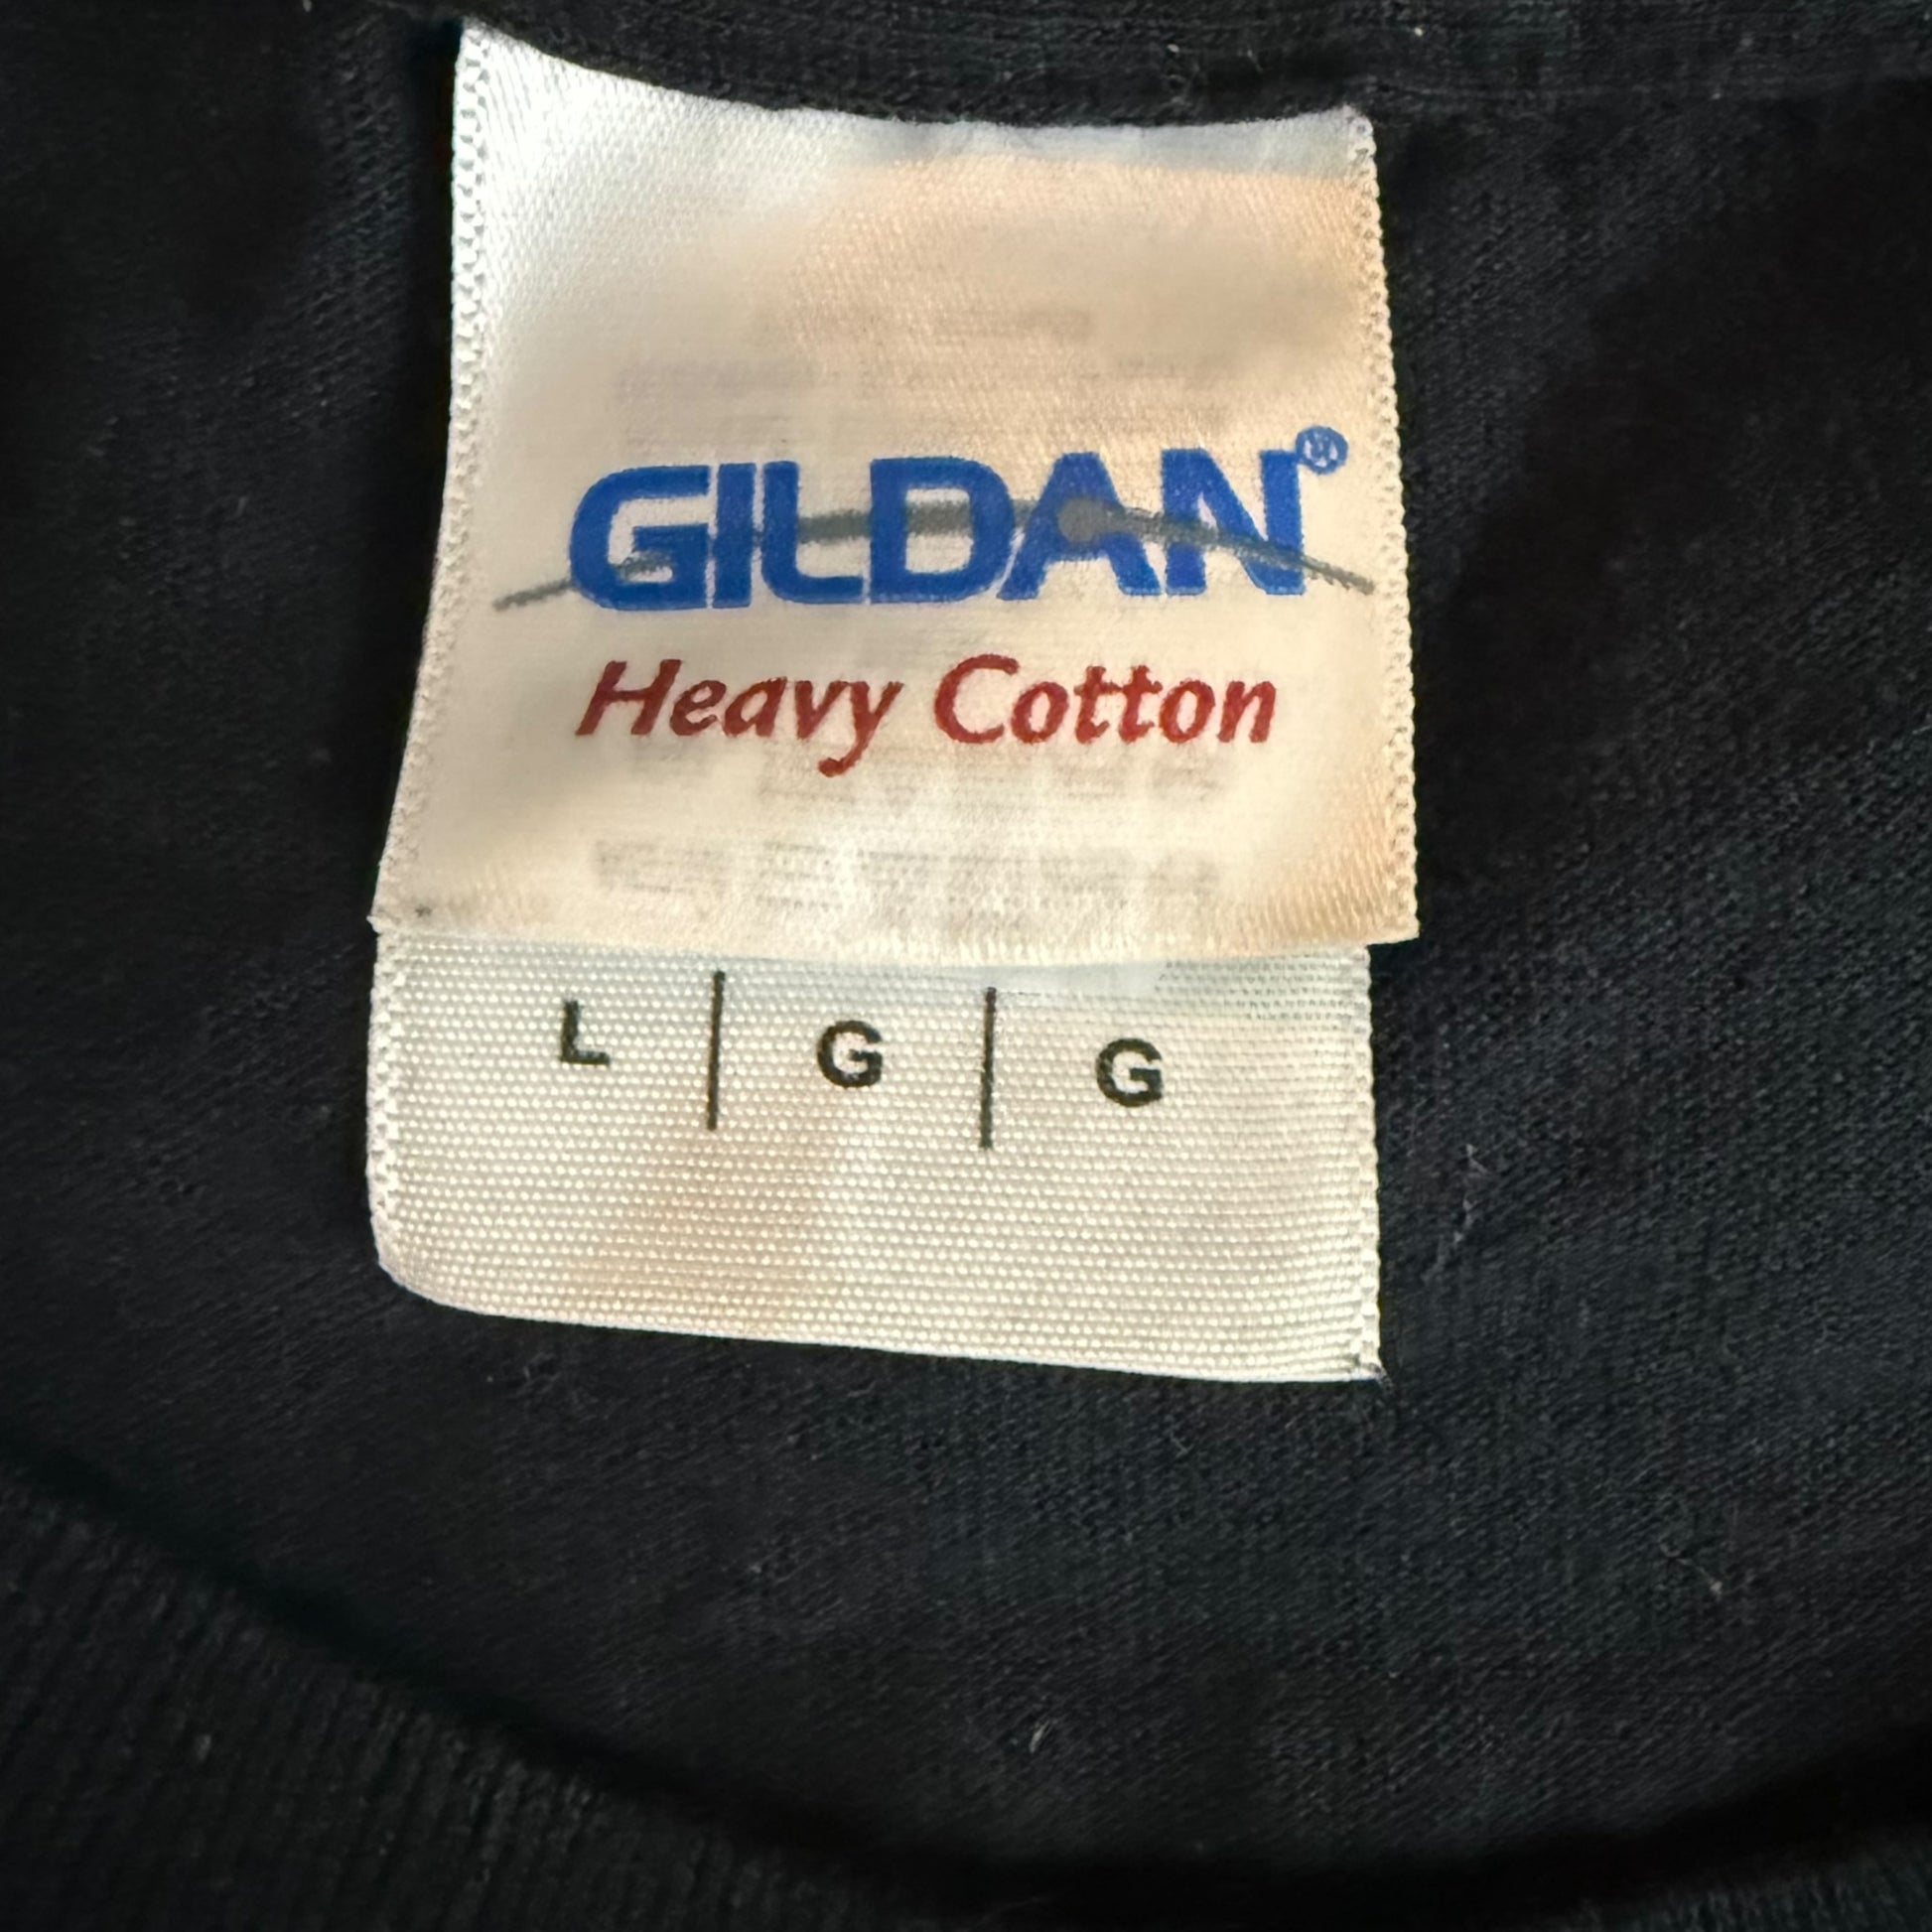 GILDAN®
Heavy Cotton
L | G | G